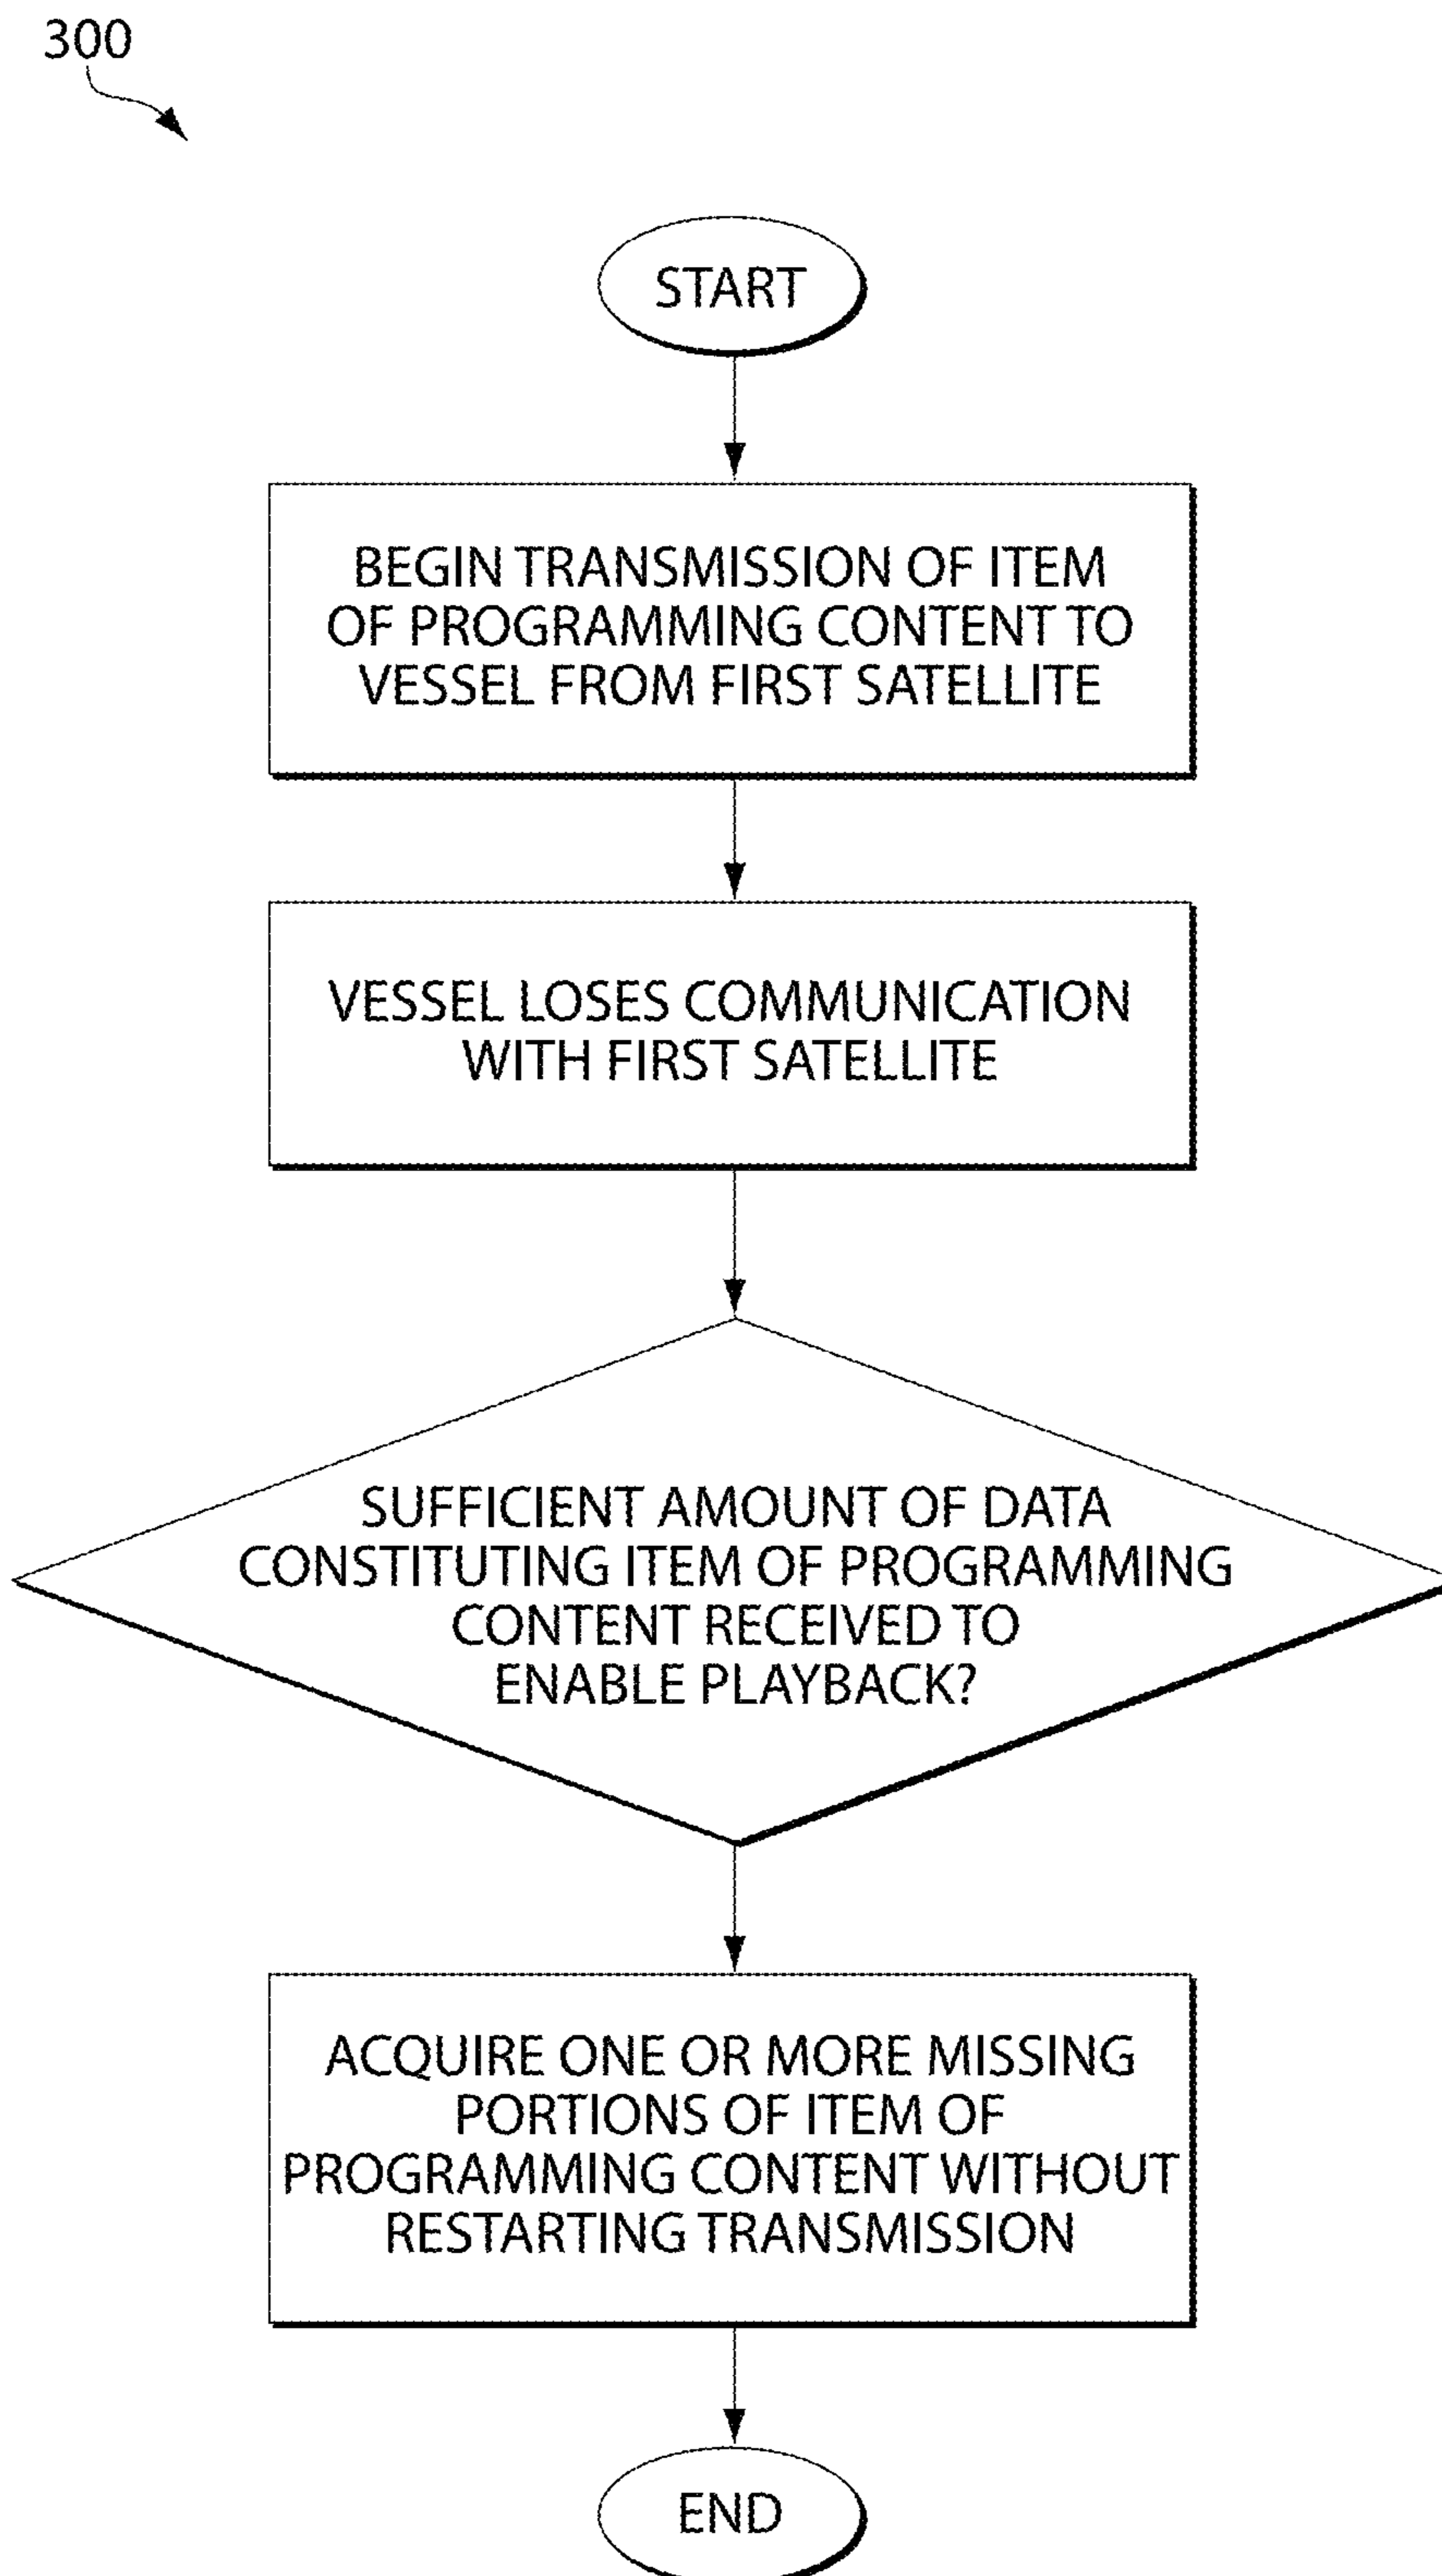 300
START
BEGIN TRANSMISSION OF ITEM
OF PROGRAMMING CONTENT TO
VESSEL FROM FIRST SATELLITE
VESSEL LOSES COMMUNICATION
WITH FIRST SATELLITE
SUFFICIENT AMOUNT OF DATA
CONSTITUTING ITEM OF PROGRAMMING
CONTENT RECEIVED TO
ENABLE PLAYBACK?
ACQUIRE ONE OR MORE MISSING
PORTIONS OF ITEM OF
PROGRAMMING CONTENT WITHOUT
RESTARTING TRANSMISSION
END